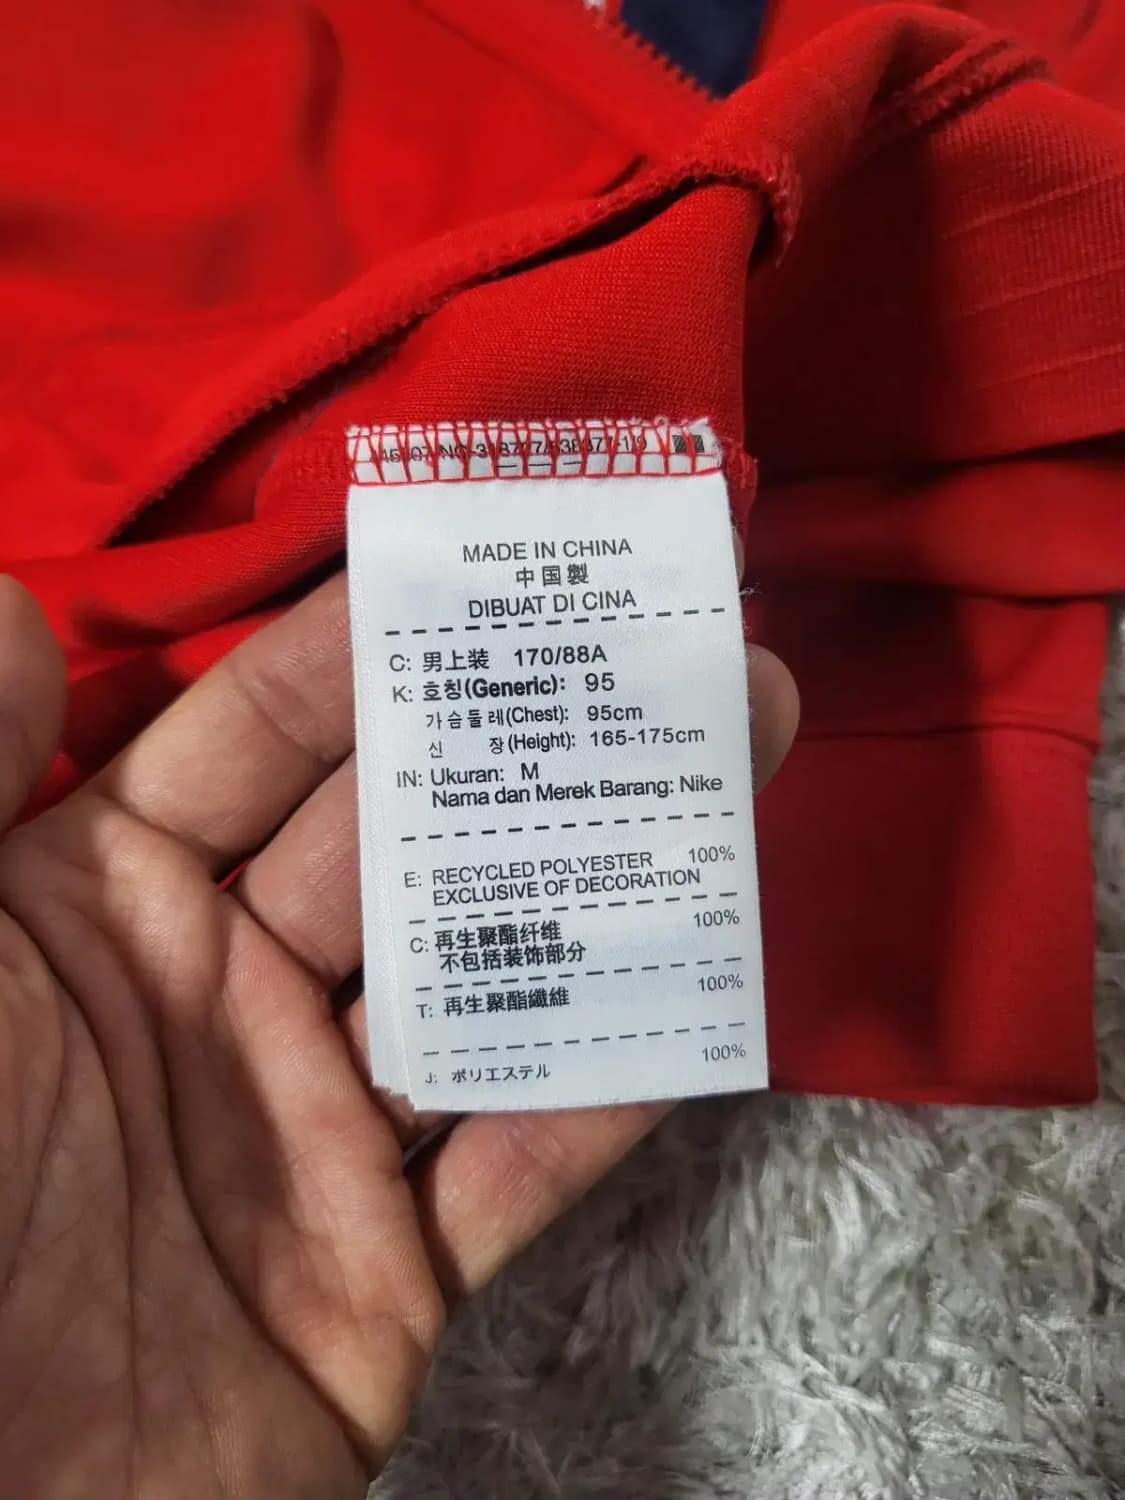 MADE IN CHINA
中国製
DIBUAT DI CINA
C: 男上装 170/88A
K: 호칭(Generic): 95
가슴둘레(Chest): 95cm
신 장(Height): 165-175cm
IN: Ukuran: M
Nama dan Merek Barang: Nike
E: RECYCLED POLYESTER 100%
EXCLUSIVE OF DECORATION
C: 再生聚酯纤维 100%
不包括装饰部分
T: 再生聚酯纖維 100%
J: ポリエステル 100%